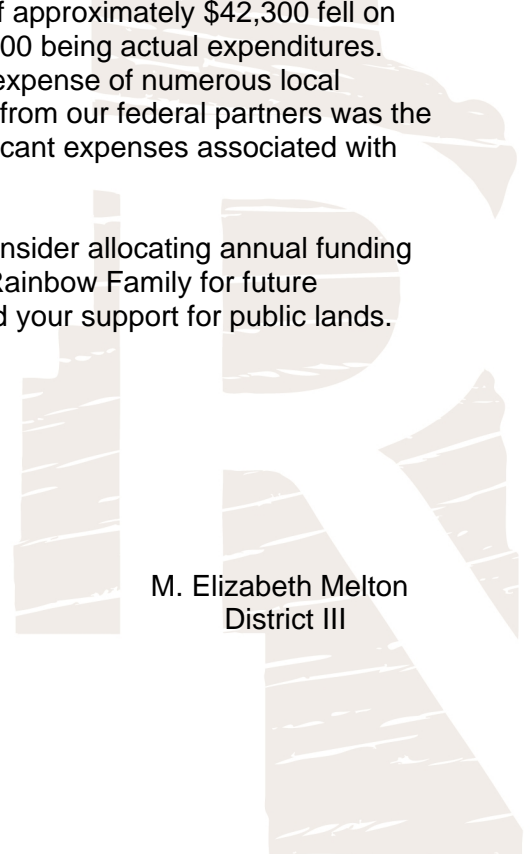 f approximately $42,300 fell on
00 being actual expenditures.
expense of numerous local
from our federal partners was the
cant expenses associated with
nsider allocating annual funding
Rainbow Family for future
d your support for public lands.
M. Elizabeth Melton
District III